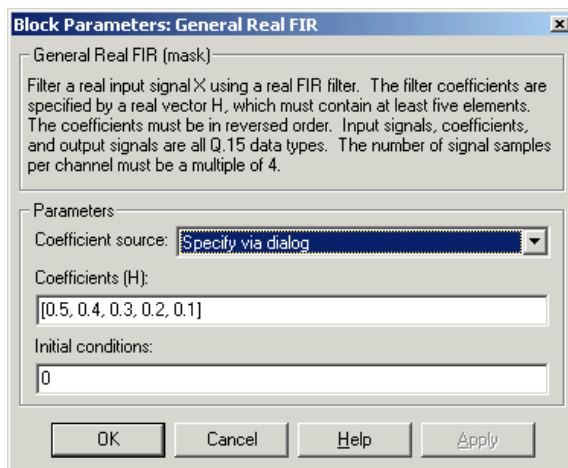 Block Parameters: General Real FIR
General Real FIR (mask)
Filter a real input signal X using a real FIR filter.  The filter coefficients are
specified by a real vector H, which must contain at least five elements.
The coefficients must be in reversed order.  Input signals, coefficients,
and output signals are all Q.15 data types.  The number of signal samples
per channel must be a multiple of 4.
Parameters
Coefficient source: Specify via dialog
Coefficients (H):
[0.5, 0.4, 0.3, 0.2, 0.1]
Initial conditions:
0
OK Cancel Help Apply